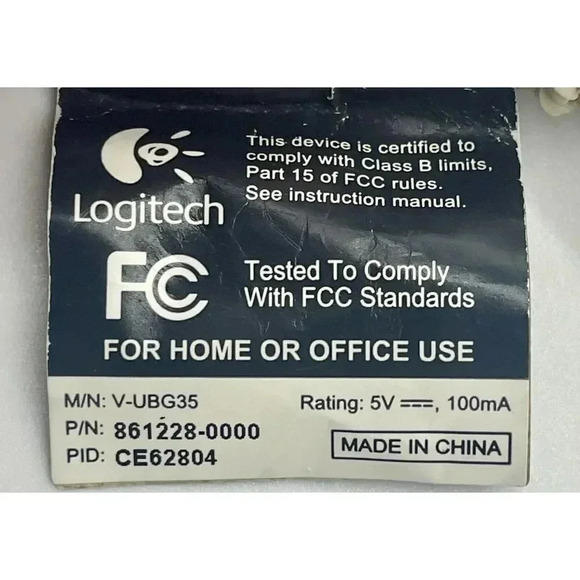 This device is certified to
comply with Class B limits,
Part 15 of FCC rules.
See instruction manual.
Logitech
FC Tested To Comply
With FCC Standards
FOR HOME OR OFFICE USE
M/N: V-UBG35 Rating: 5V ⎓, 100mA
P/N: 861228-0000
PID: CE62804 MADE IN CHINA